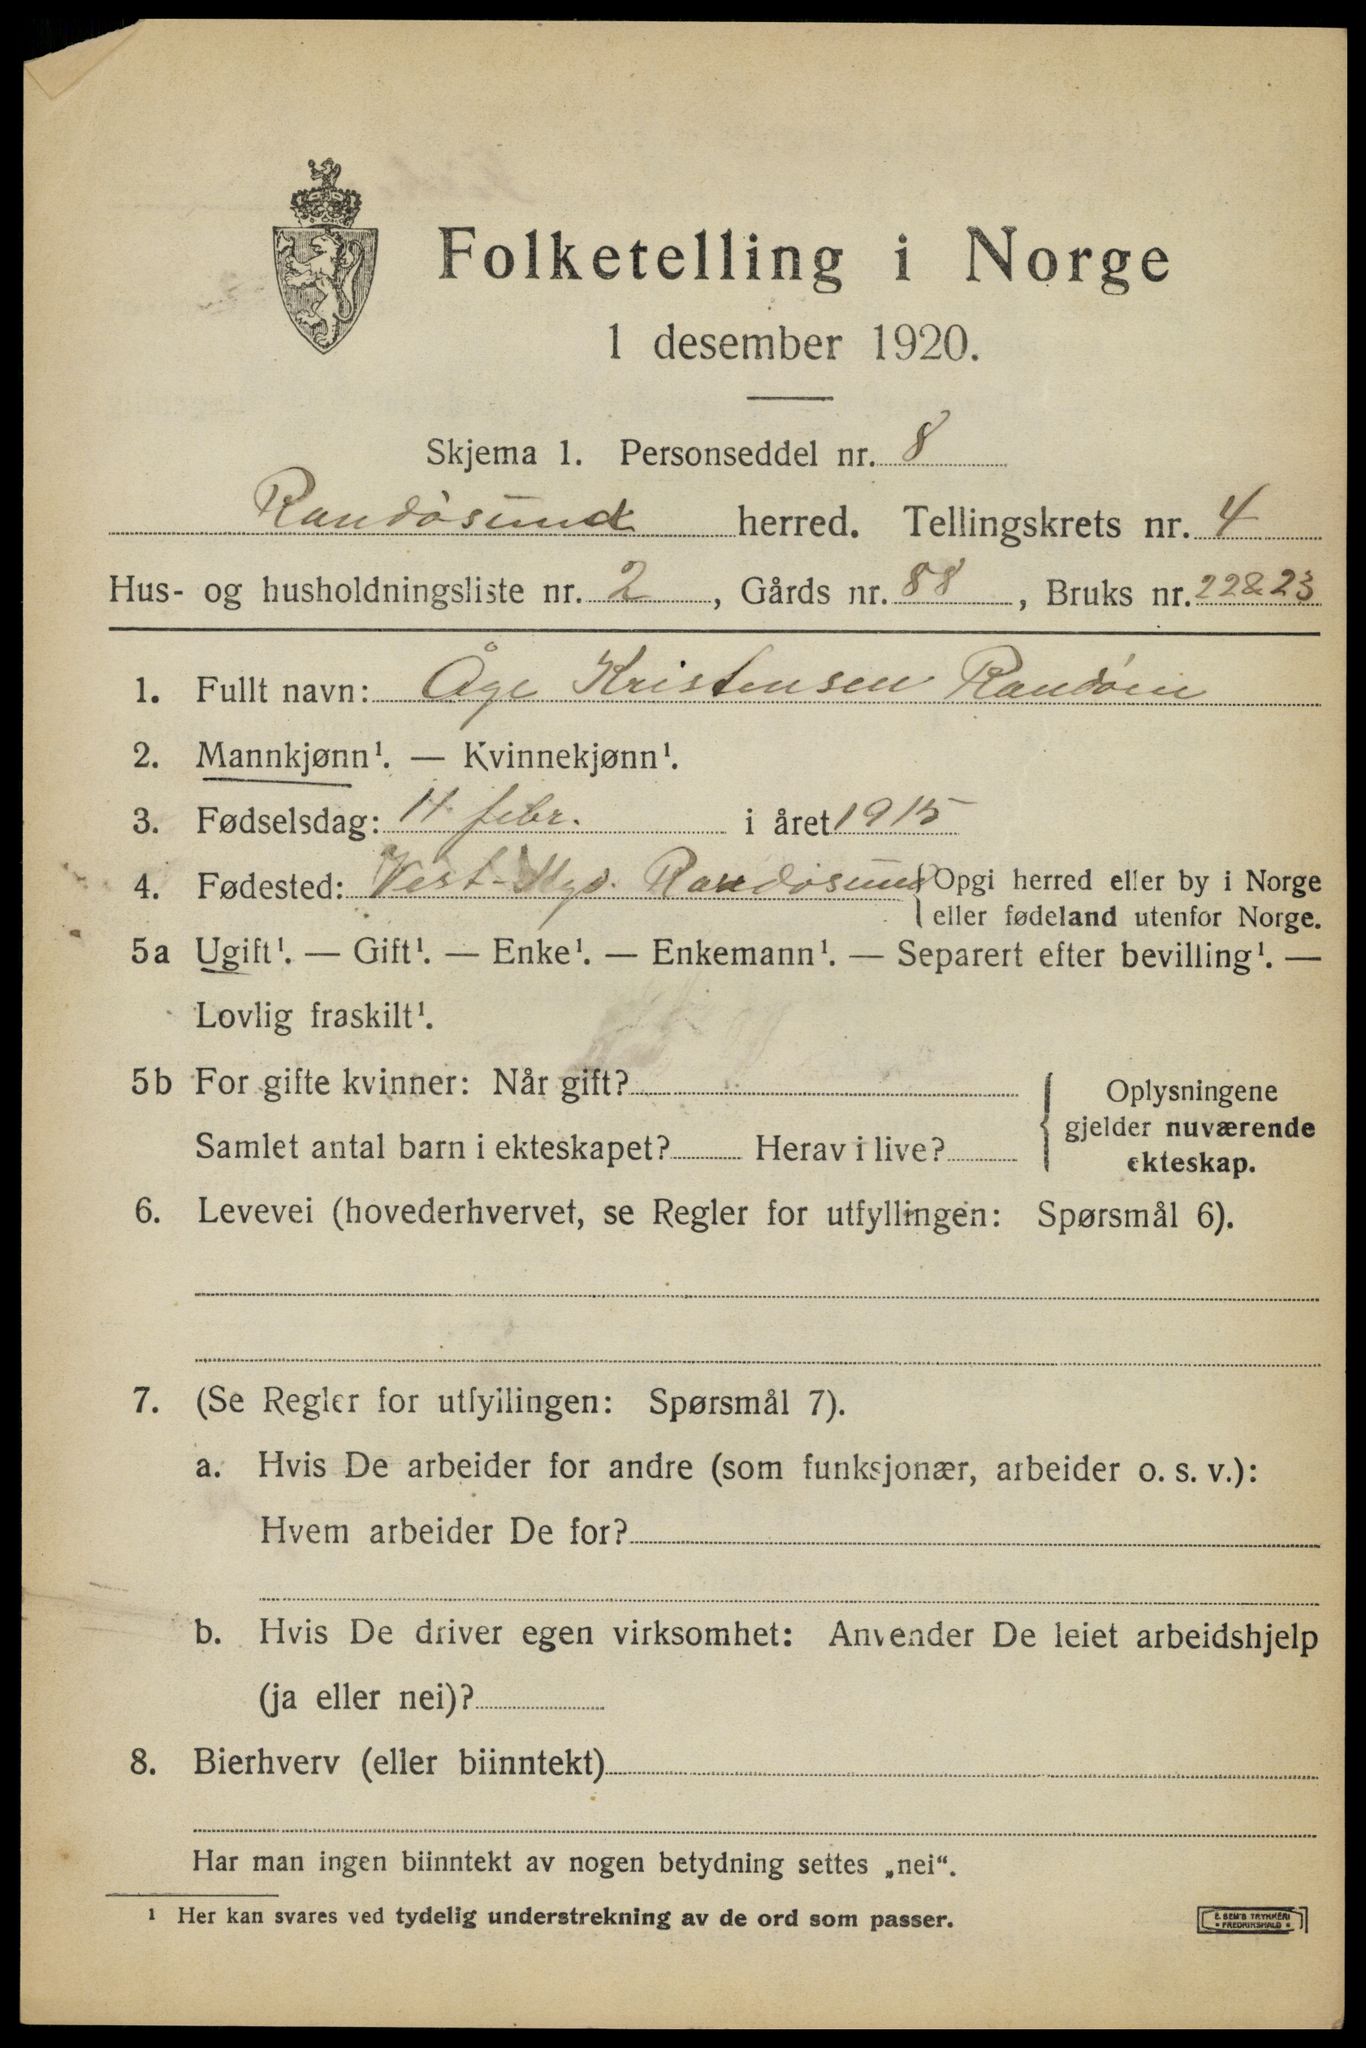 Folketelling i Norge
1 desember 1920.
Skjema 1. Personseddel nr. 8
Randøsund herred. Tellingskrets nr. 4
Hus- og husholdningsliste nr. 2, Gårds nr. 88, Bruks nr. 22&23
1. Fullt navn: Åge Kristensen Randøen
2. Mannkjønn¹. — Kvinnekjønn¹.
3. Fødselsdag: 11 febr. i året 1915
4. Fødested: Vest-Agd. Randøsund {Opgi herred eller by i Norge
eller fødeland utenfor Norge.
5a Ugift¹. — Gift¹. — Enke¹. — Enkemann¹. — Separert efter bevilling¹. —
Lovlig fraskilt¹.
5b For gifte kvinner: Når gift?
Samlet antal barn i ekteskapet? Herav i live?
Oplysningene
gjelder nuværende
ekteskap.
6. Levevei (hovederhvervet, se Regler for utfyllingen: Spørsmål 6).
7. (Se Regler for utfyllingen: Spørsmål 7).
a. Hvis De arbeider for andre (som funksjonær, arbeider o. s. v.):
Hvem arbeider De for?
b. Hvis De driver egen virksomhet: Anvender De leiet arbeidshjelp
(ja eller nei)?
8. Bierhverv (eller biinntekt)
Har man ingen biinntekt av nogen betydning settes „nei“.
¹ Her kan svares ved tydelig understrekning av de ord som passer.
E. SEM'S TRYKKERI
• FREDRIKSHALD •